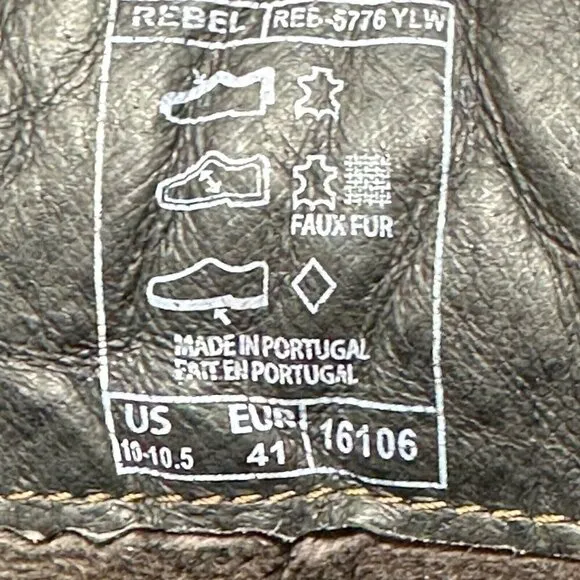 REBEL REB-5776 YLW
FAUX FUR
MADE IN PORTUGAL
FAIT EN PORTUGAL
US EUR 16106
10-10.5 41